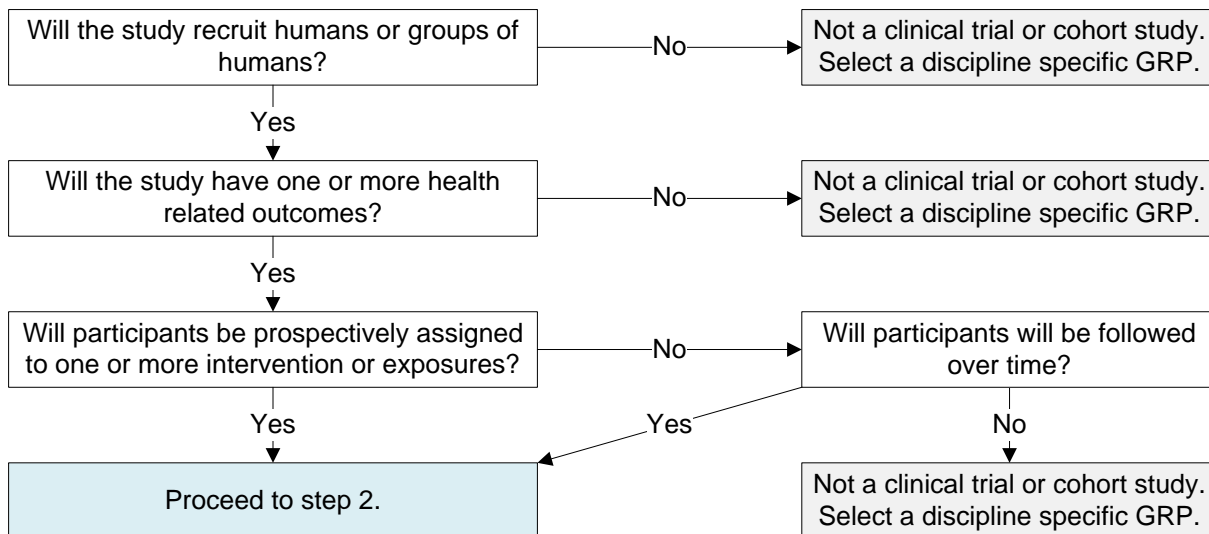 Will the study recruit humans or groups of
humans?
No
Not a clinical trial or cohort study.
Select a discipline specific GRP.
Yes
Will the study have one or more health
related outcomes?
No
Not a clinical trial or cohort study.
Select a discipline specific GRP.
Yes
Will participants be prospectively assigned
to one or more intervention or exposures?
No
Will participants will be followed
over time?
Yes
Yes
No
Proceed to step 2.
Not a clinical trial or cohort study.
Select a discipline specific GRP.